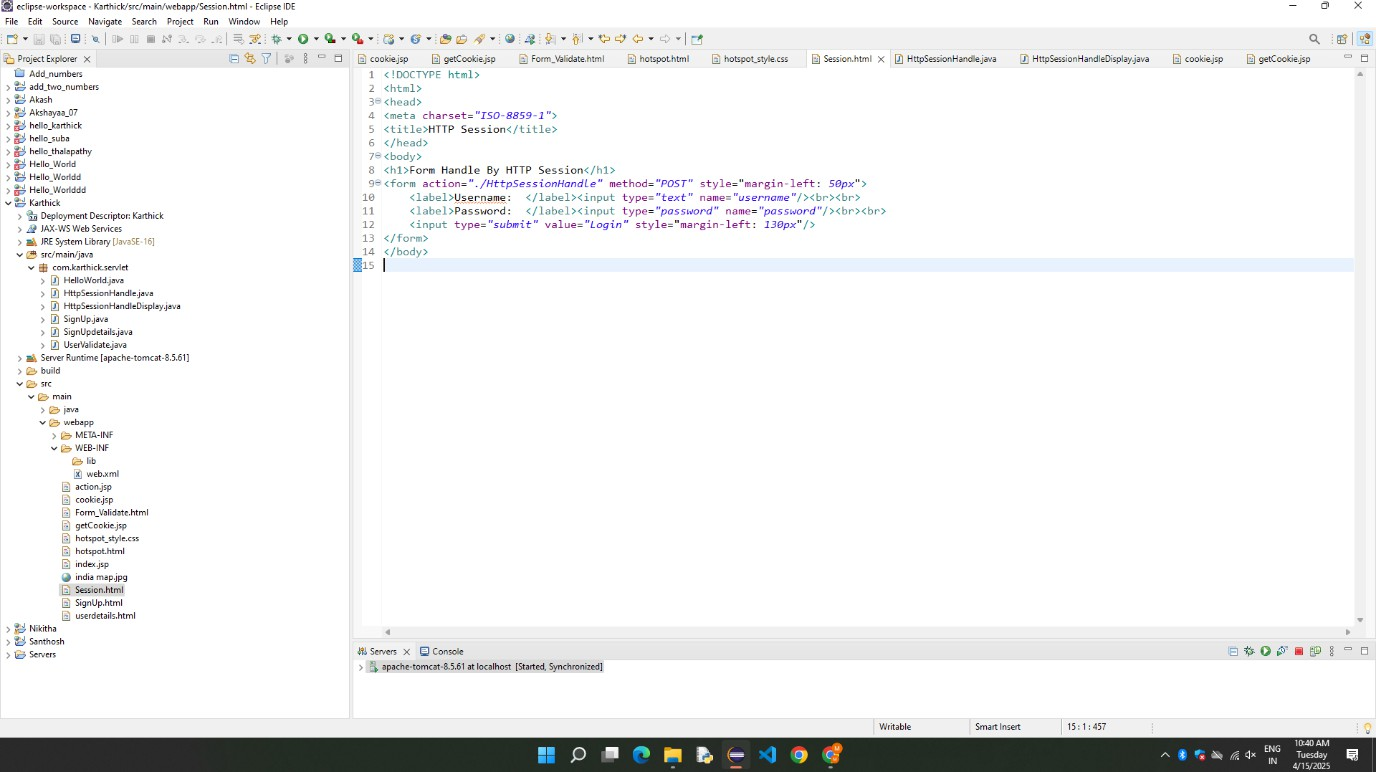 eclipse-workspace - Karthick/src/main/webapp/Session.html - Eclipse IDE
File Edit Source Navigate Search Project Run Window Help
Project Explorer
Add_numbers
add_two_numbers
Akash
Akshayaa_07
hello_karthick
hello_suba
hello_thalapathy
Hello_World
Hello_Worldd
Hello_Worlddd
Karthick
Deployment Descriptor: Karthick
JAX-WS Web Services
JRE System Library [JavaSE-16]
src/main/java
com.karthick.servlet
HelloWorld.java
HttpSessionHandle.java
HttpSessionHandleDisplay.java
SignUp.java
SignUpdetails.java
UserValidate.java
Server Runtime [apache-tomcat-8.5.61]
build
src
main
java
webapp
META-INF
WEB-INF
lib
web.xml
action.jsp
cookie.jsp
Form_Validate.html
getCookie.jsp
hotspot_style.css
hotspot.html
index.jsp
india map.jpg
Session.html
SignUp.html
userdetails.html
Nikitha
Santhosh
Servers
cookie.jsp getCookie.jsp Form_Validate.html hotspot.html hotspot_style.css Session.html HttpSessionHandle.java HttpSessionHandleDisplay.java cookie.jsp getCookie.jsp
1 <!DOCTYPE html>
2 <html>
3 <head>
4 <meta charset="ISO-8859-1">
5 <title>HTTP Session</title>
6 </head>
7 <body>
8 <h1>Form Handle By HTTP Session</h1>
9 <form action="./HttpSessionHandle" method="POST" style="margin-left: 50px">
10 <label>Username:  </label><input type="text" name="username"/><br><br>
11 <label>Password:  </label><input type="password" name="password"/><br><br>
12 <input type="submit" value="Login" style="margin-left: 130px"/>
13 </form>
14 </body>
15
Servers Console
apache-tomcat-8.5.61 at localhost [Started, Synchronized]
Writable Smart Insert 15 : 1 : 457
ENG
IN
10:40 AM
Tuesday
4/15/2025